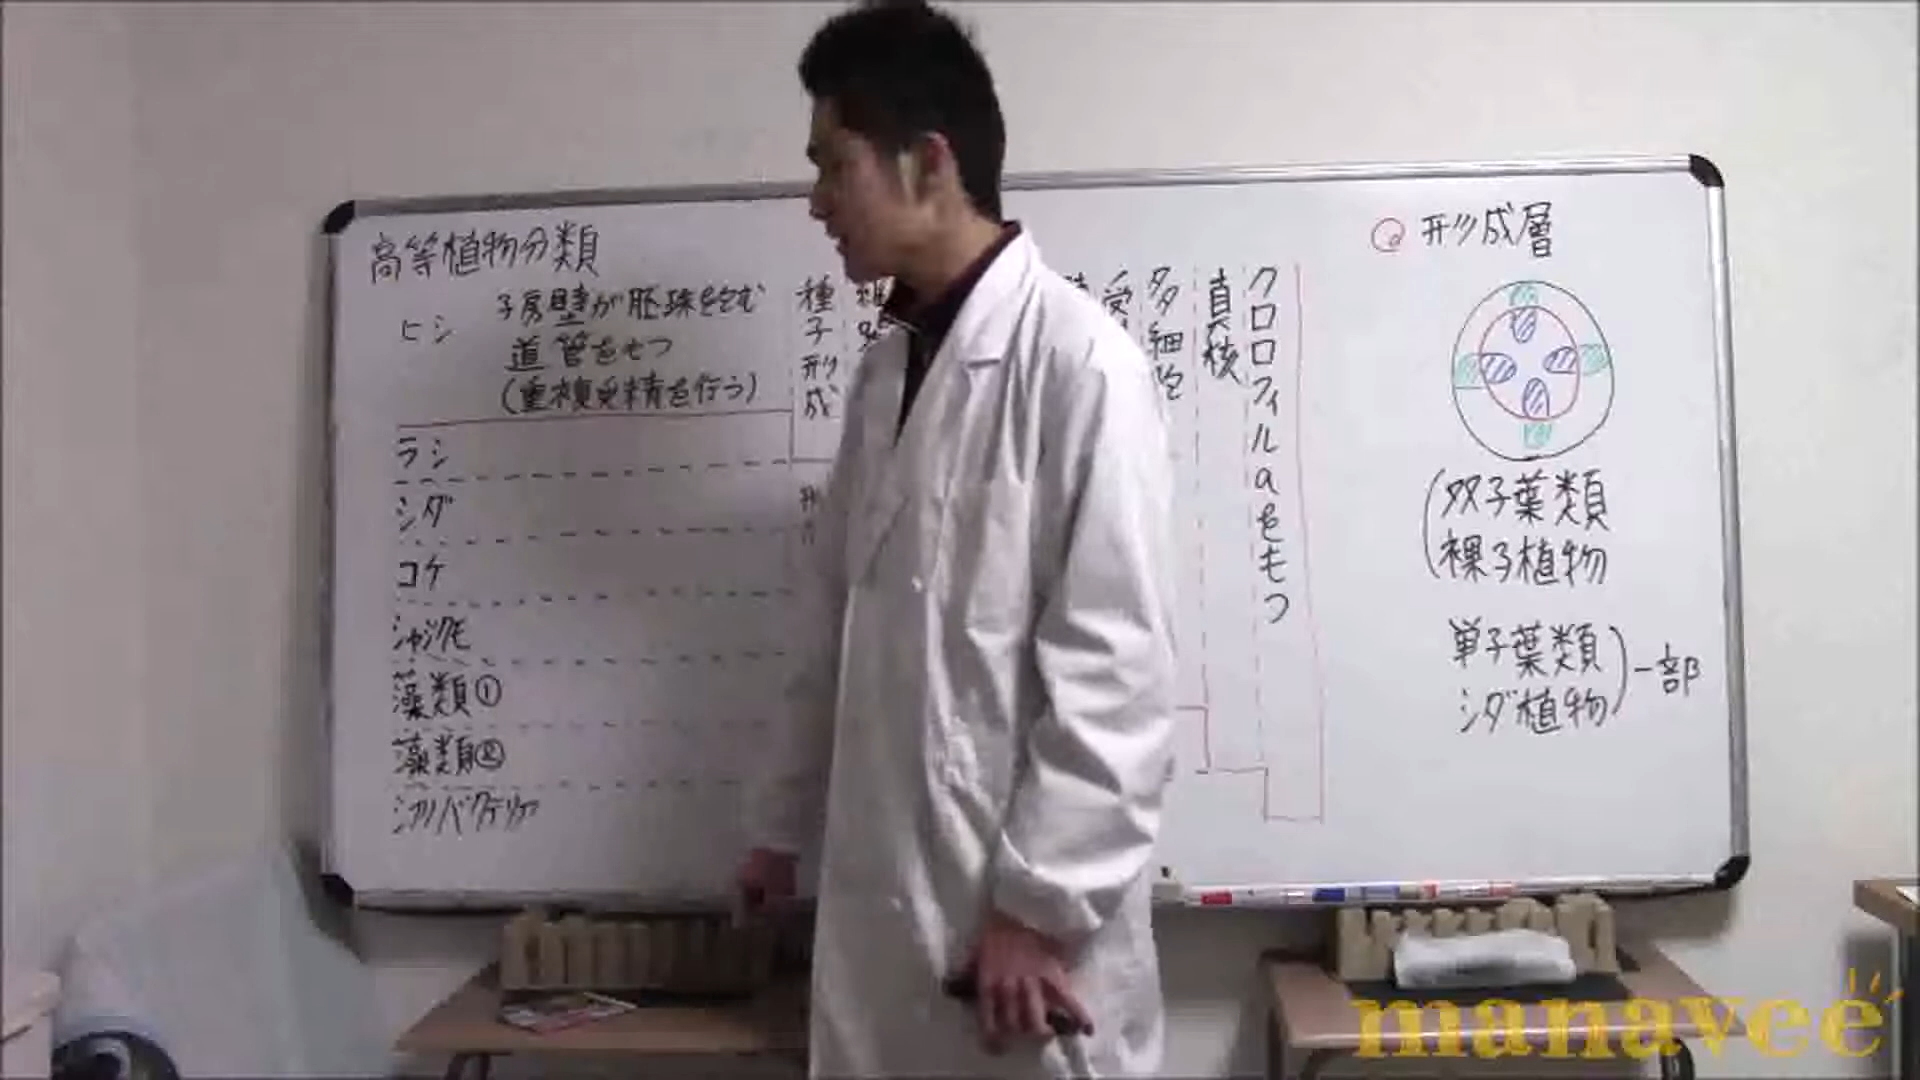 高等植物分類
ヒシ
子房壁が胚珠を包む
道管をもつ
(重複受精を行う)
ラシ
シダ
コケ
シャジクモ
藻類①
藻類②
シアノバクテリア
種子形成
多細胞
真核
クロロフィルaをもつ
Q 形成層
双子葉類
裸子植物
単子葉類
シダ植物
一部
manavee